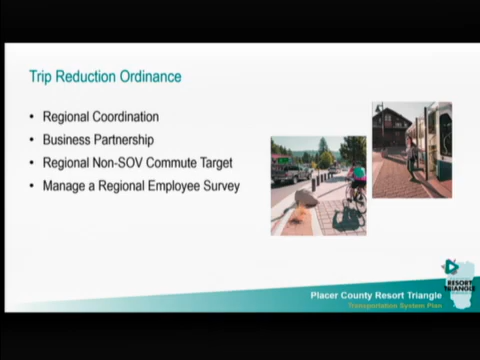 Trip Reduction Ordinance
• Regional Coordination
• Business Partnership
• Regional Non-SOV Commute Target
• Manage a Regional Employee Survey
Placer County Resort Triangle
Transportation System Plan
RESORT
TRIANGLE